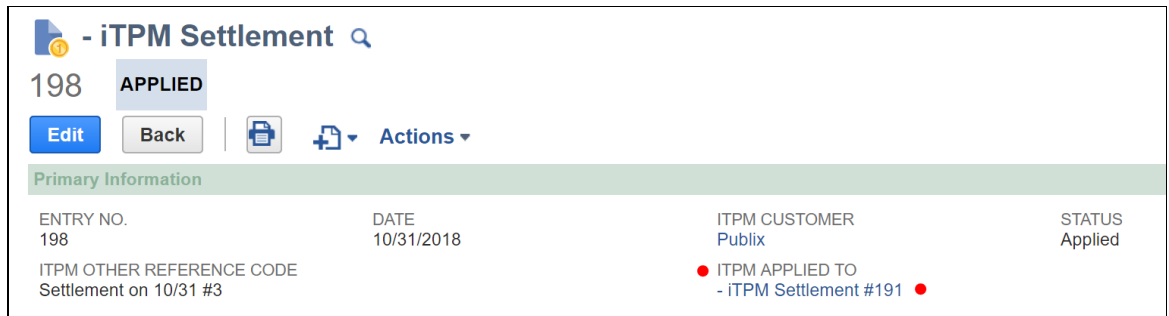 - iTPM Settlement
198 APPLIED
Edit Back Actions
Primary Information
ENTRY NO. DATE ITPM CUSTOMER STATUS
198 10/31/2018 Publix Applied
ITPM OTHER REFERENCE CODE ITPM APPLIED TO
Settlement on 10/31 #3 - iTPM Settlement #191